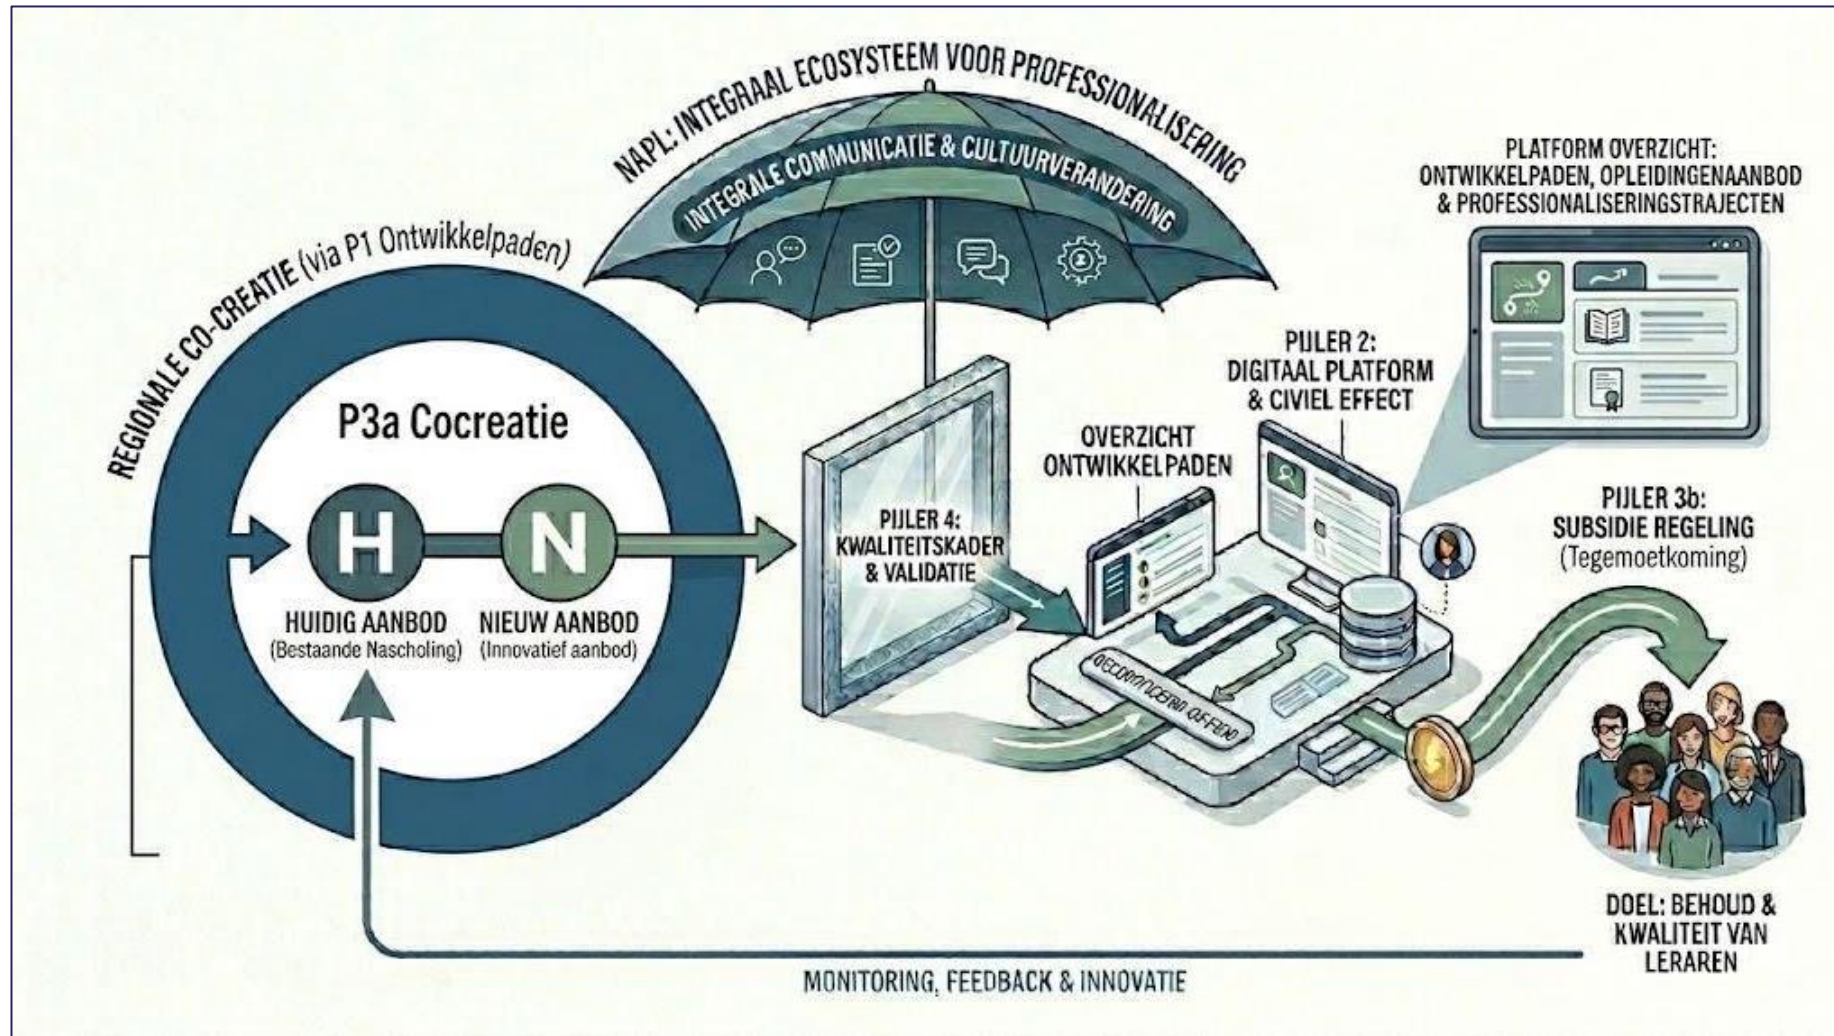 NAPL: INTEGRAAL ECOSYSTEEM VOOR PROFESSIONALISERING
INTEGRALE COMMUNICATIE & CULTUURVERANDERING
REGIONALE CO-CREATIE (via P1 Ontwikkelpaden)
P3a Cocreatie
H
N
HUIDIG AANBOD
(Bestaande Nascholing)
NIEUW AANBOD
(Innovatief aanbod)
PIJLER 4:
KWALITEITSKADER
& VALIDATIE
OVERZICHT
ONTWIKKELPADEN
PIJLER 2:
DIGITAAL PLATFORM
& CIVIEL EFFECT
PLATFORM OVERZICHT:
ONTWIKKELPADEN, OPLEIDINGENAANBOD
& PROFESSIONALISERINGSTRAJECTEN
PIJLER 3b:
SUBSIDIE REGELING
(Tegemoetkoming)
DOEL: BEHOUD &
KWALITEIT VAN
LERAREN
MONITORING, FEEDBACK & INNOVATIE